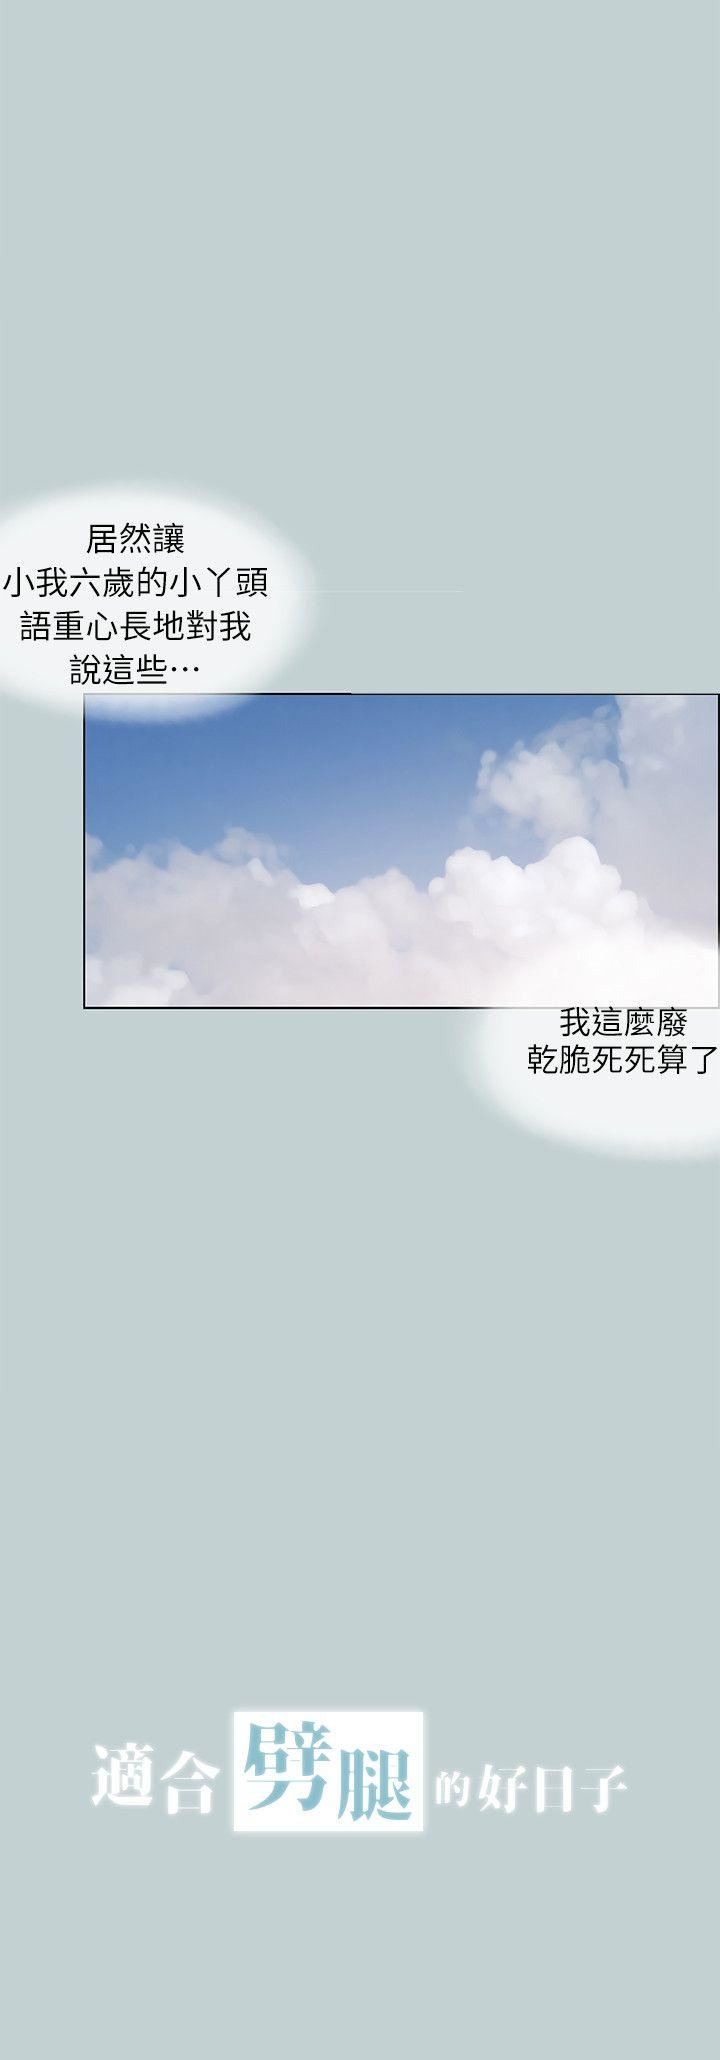 居然讓
小我六歲的小丫頭
語重心長地對我
說這些…
我這麼廢
乾脆死死算了
適合劈腿的好日子